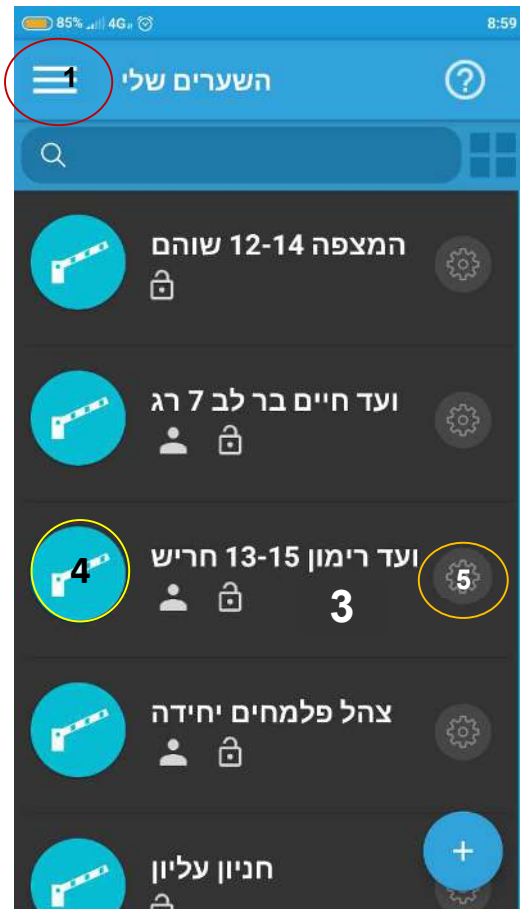 85% 4G 8:59
1 השערים שלי ?
המצפה 12-14 שוהם
ועד חיים בר לב 7 רג
4 ועד רימון 13-15 חריש 5
3
צהל פלמחים יחידה
חניון עליון
+